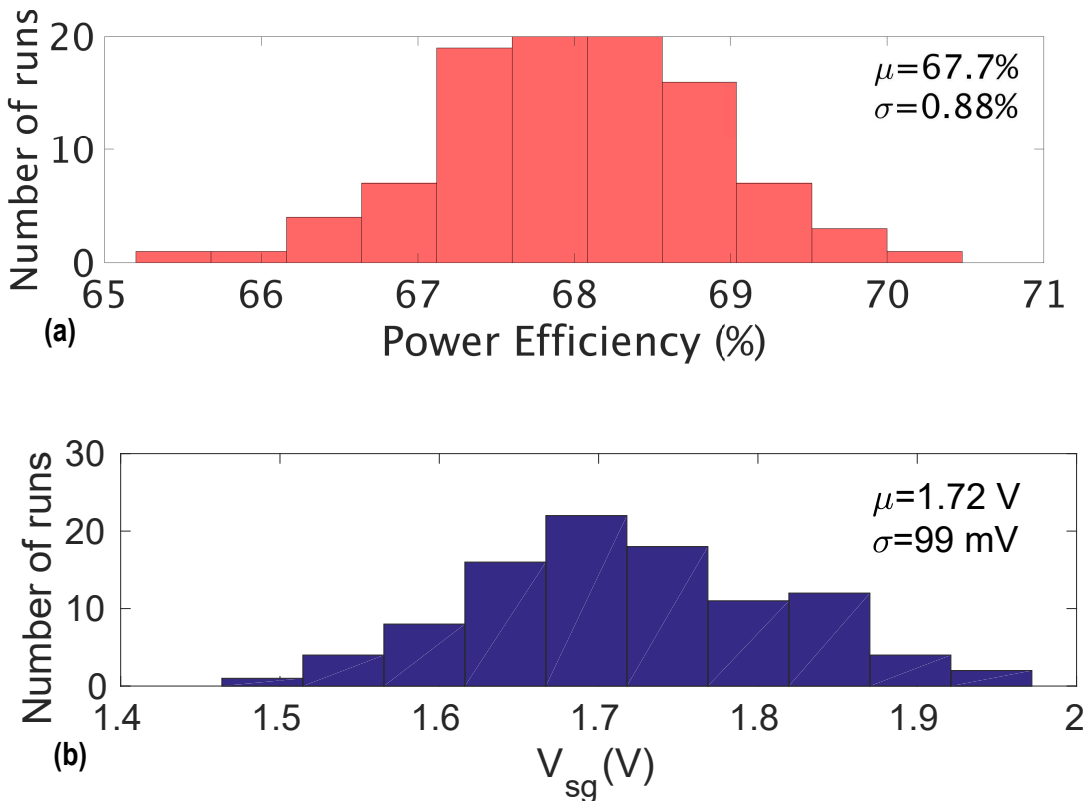 Number of runs
20
10
0
μ=67.7%
σ=0.88%
65 66 67 68 69 70 71
(a)
Power Efficiency (%)
Number of runs
30
20
10
0
μ=1.72 V
σ=99 mV
1.4 1.5 1.6 1.7 1.8 1.9 2
(b)
Vsg(V)